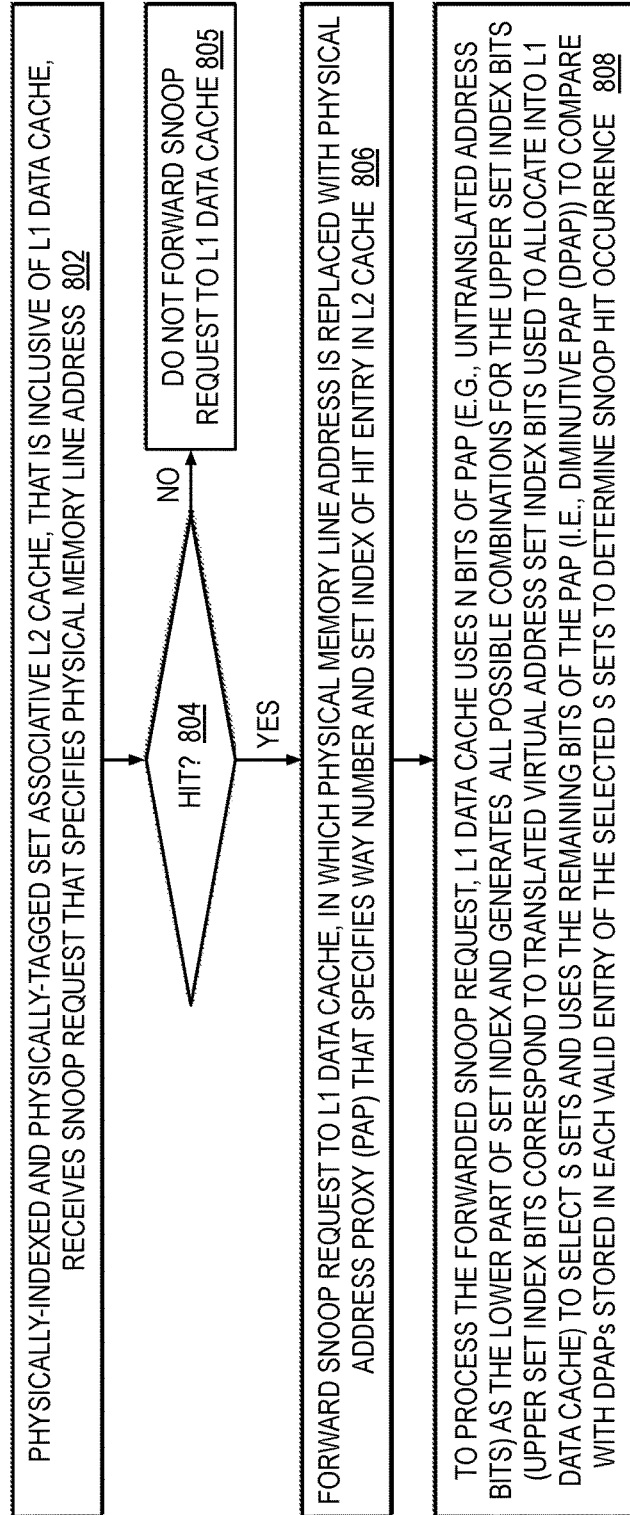 PHYSICALLY-INDEXED AND PHYSICALLY-TAGGED SET ASSOCIATIVE L2 CACHE, THAT IS INCLUSIVE OF L1 DATA CACHE,
RECEIVES SNOOP REQUEST THAT SPECIFIES PHYSICAL MEMORY LINE ADDRESS 802
HIT? 804
NO
DO NOT FORWARD SNOOP
REQUEST TO L1 DATA CACHE 805
YES
FORWARD SNOOP REQUEST TO L1 DATA CACHE, IN WHICH PHYSICAL MEMORY LINE ADDRESS IS REPLACED WITH PHYSICAL
ADDRESS PROXY (PAP) THAT SPECIFIES WAY NUMBER AND SET INDEX OF HIT ENTRY IN L2 CACHE 806
TO PROCESS THE FORWARDED SNOOP REQUEST, L1 DATA CACHE USES N BITS OF PAP (E.G., UNTRANSLATED ADDRESS
BITS) AS THE LOWER PART OF SET INDEX AND GENERATES ALL POSSIBLE COMBINATIONS FOR THE UPPER SET INDEX BITS
(UPPER SET INDEX BITS CORRESPOND TO TRANSLATED VIRTUAL ADDRESS SET INDEX BITS USED TO ALLOCATE INTO L1
DATA CACHE) TO SELECT S SETS AND USES THE REMAINING BITS OF THE PAP (I.E., DIMINUTIVE PAP (DPAP)) TO COMPARE
WITH DPAPs STORED IN EACH VALID ENTRY OF THE SELECTED S SETS TO DETERMINE SNOOP HIT OCCURRENCE 808